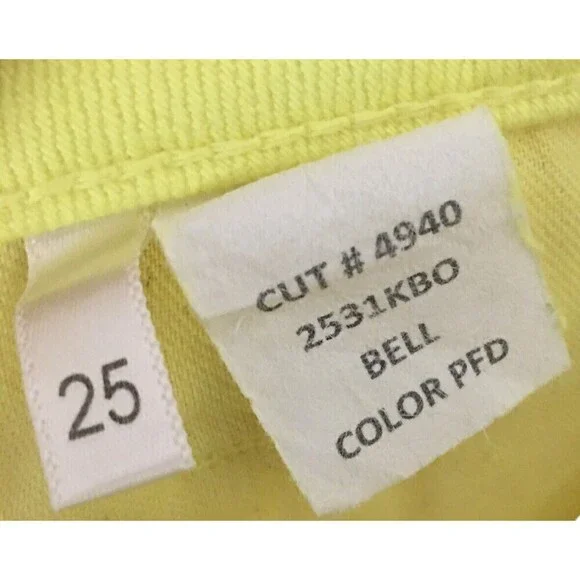 25
CUT # 4940
2531KBO
BELL
COLOR PFD